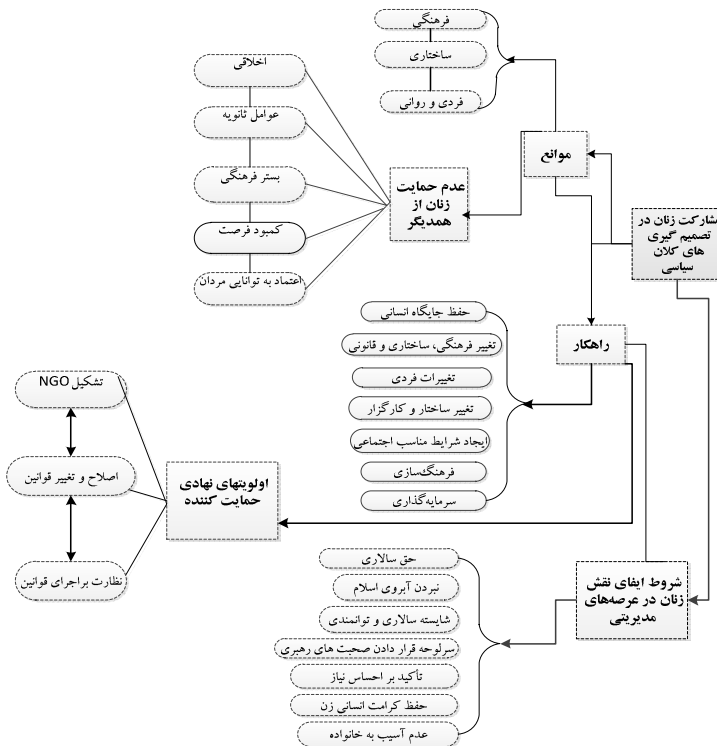 فرهنگی
ساختاری
فردی و روانی
موانع
مشارکت زنان در
تصمیم گیری
های کلان
سیاسی
عدم حمایت
زنان از
همدیگر
اخلاقی
عوامل ثانویه
بستر فرهنگی
کمبود فرصت
اعتماد به توانایی مردان
راهکار
حفظ جایگاه انسانی
تغییر فرهنگی، ساختاری و قانونی
تغییرات فردی
تغییر ساختار و کارگزار
ایجاد شرایط مناسب اجتماعی
فرهنگ‌سازی
سرمایه‌گذاری
اولویتهای نهادی
حمایت کننده
تشکیل NGO
اصلاح و تغییر قوانین
نظارت براجرای قوانین
شروط ایفای نقش
زنان در عرصه‌های
مدیریتی
حق سالاری
نبردن آبروی اسلام
شایسته سالاری و توانمندی
سرلوحه قرار دادن صحبت های رهبری
تأکید بر احساس نیاز
حفظ کرامت انسانی زن
عدم آسیب به خانواده